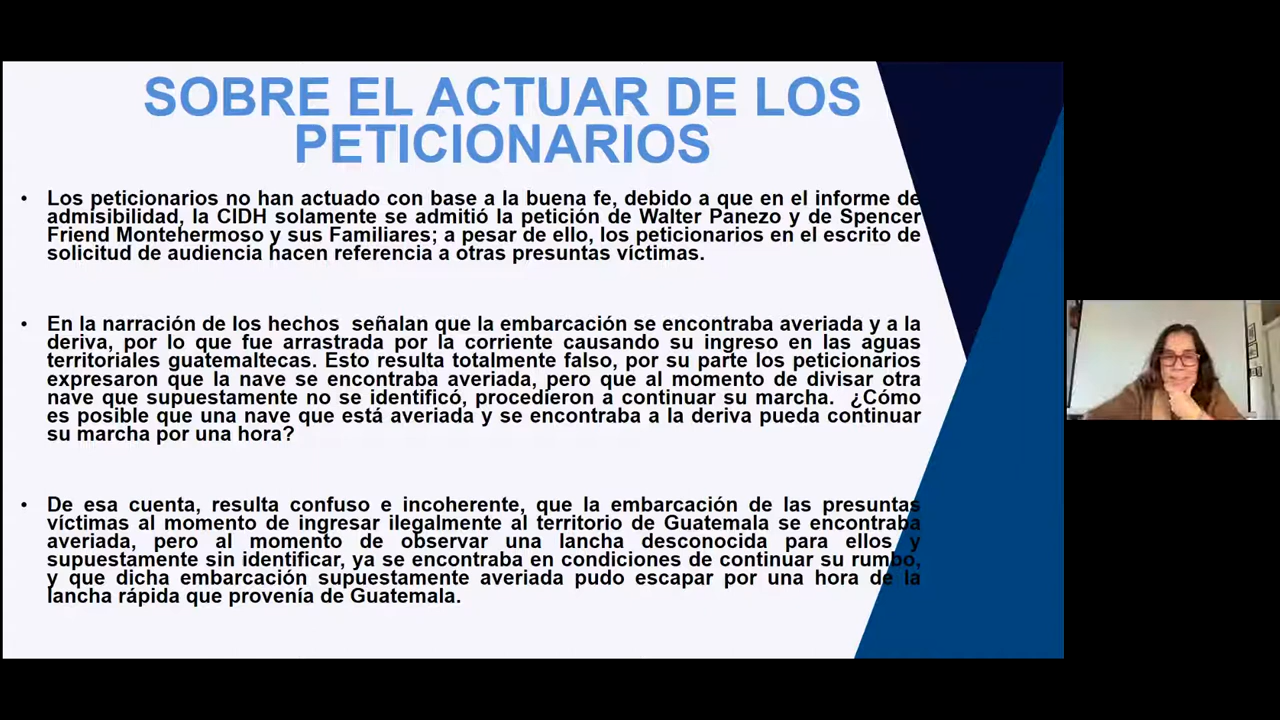 SOBRE EL ACTUAR DE LOS
PETICIONARIOS
• Los peticionarios no han actuado con base a la buena fe, debido a que en el informe de
admisibilidad, la CIDH solamente se admitió la petición de Walter Panezo y de Spencer
Friend Montehermoso y sus Familiares; a pesar de ello, los peticionarios en el escrito de
solicitud de audiencia hacen referencia a otras presuntas víctimas.
• En la narración de los hechos señalan que la embarcación se encontraba averiada y a la
deriva, por lo que fue arrastrada por la corriente causando su ingreso en las aguas
territoriales guatemaltecas. Esto resulta totalmente falso, por su parte los peticionarios
expresaron que la nave se encontraba averiada, pero que al momento de divisar otra
nave que supuestamente no se identificó, procedieron a continuar su marcha. ¿Cómo
es posible que una nave que está averiada y se encontraba a la deriva pueda continuar
su marcha por una hora?
• De esa cuenta, resulta confuso e incoherente, que la embarcación de las presuntas
víctimas al momento de ingresar ilegalmente al territorio de Guatemala se encontraba
averiada, pero al momento de observar una lancha desconocida para ellos y
supuestamente sin identificar, ya se encontraba en condiciones de continuar su rumbo,
y que dicha embarcación supuestamente averiada pudo escapar por una hora de la
lancha rápida que provenía de Guatemala.